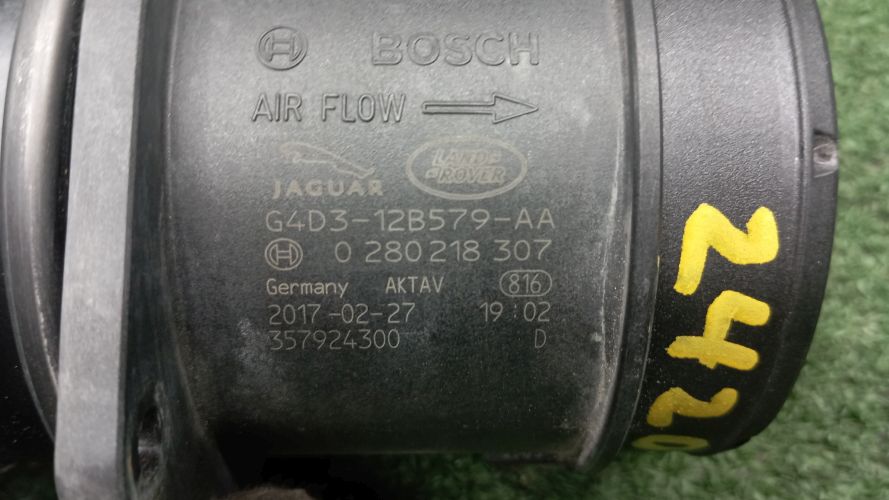 BOSCH
AIR FLOW
JAGUAR
LAND-
-ROVER
G4D3-12B579-AA
0 280 218 307
Germany AKTAV 816
2017-02-27 19:02
357924300 D
2420